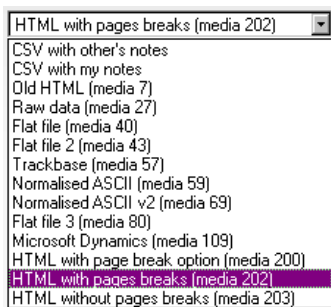 HTML with pages breaks (media 202)
CSV with other's notes
CSV with my notes
Old HTML (media 7)
Raw data (media 27)
Flat file (media 40)
Flat file 2 (media 43)
Trackbase (media 57)
Normalised ASCII (media 59)
Normalised ASCII v2 (media 69)
Flat file 3 (media 80)
Microsoft Dynamics (media 109)
HTML with page break option (media 200)
HTML with pages breaks (media 202)
HTML without pages breaks (media 203)